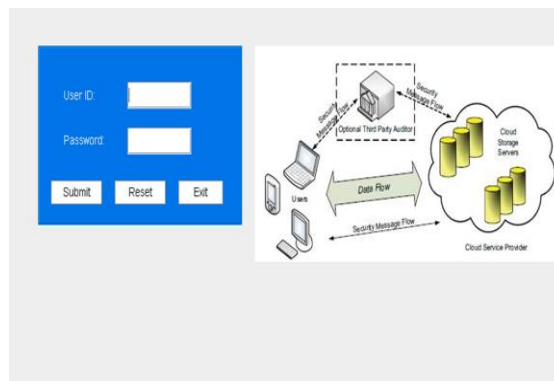 User ID:
Password:
Submit Reset Exit
Security
Message Flow
Security
Message Flow
Optional Third Party Auditor
Cloud
Storage
Servers
Users
Data Flow
Security Message Flow
Cloud Service Provider